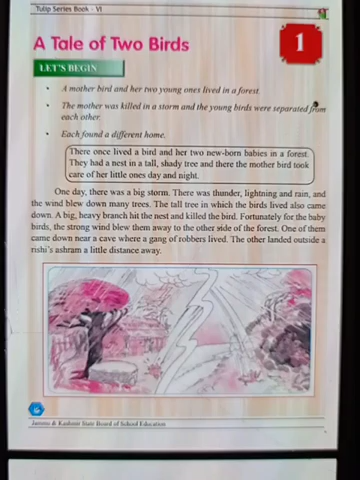 Tulip Series Book - VI
A Tale of Two Birds
1
LET'S BEGIN
• A mother bird and her two young ones lived in a forest.
• The mother was killed in a storm and the young birds were separated from
each other.
• Each found a different home.
There once lived a bird and her two new-born babies in a forest.
They had a nest in a tall, shady tree and there the mother bird took
care of her little ones day and night.
One day, there was a big storm. There was thunder, lightning and rain, and
the wind blew down many trees. The tall tree in which the birds lived also came
down. A big, heavy branch hit the nest and killed the bird. Fortunately for the baby
birds, the strong wind blew them away to the other side of the forest. One of them
came down near a cave where a gang of robbers lived. The other landed outside a
rishi's ashram a little distance away.
Jammu & Kashmir State Board of School Education